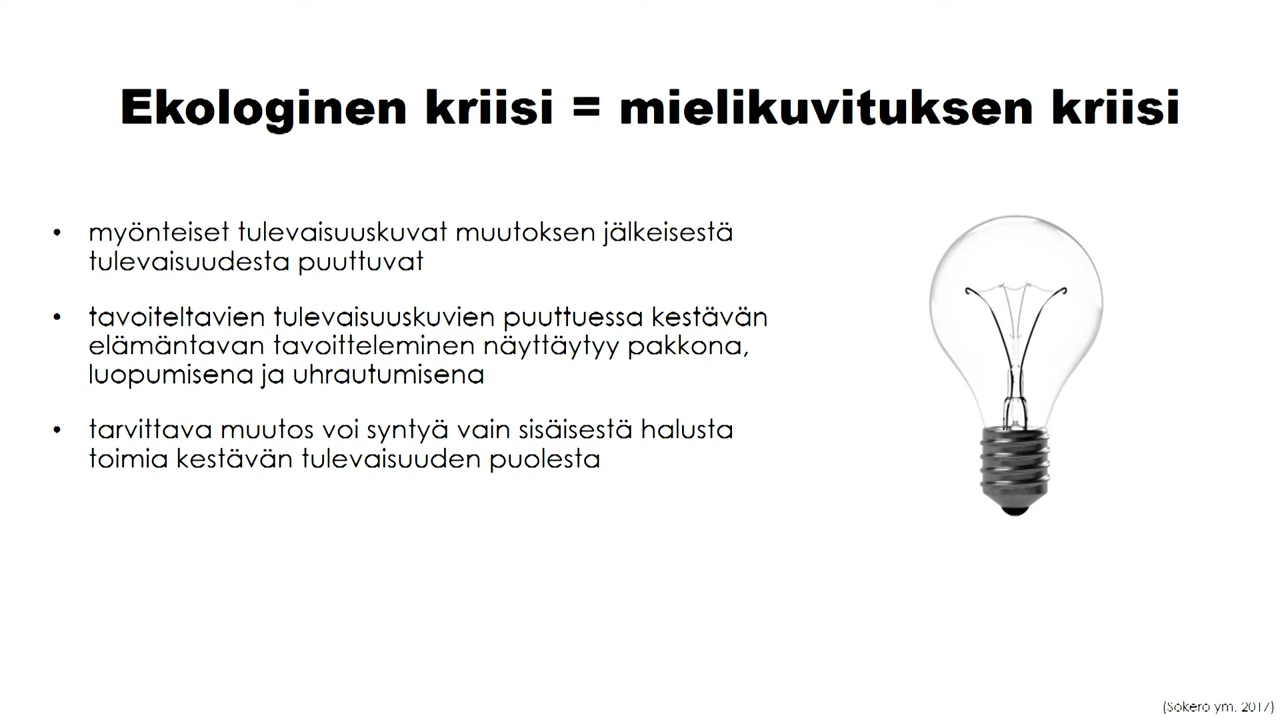 Ekologinen kriisi = mielikuvituksen kriisi
• myönteiset tulevaisuuskuvat muutoksen jälkeisestä
tulevaisuudesta puuttuvat
• tavoiteltavien tulevaisuuskuvien puuttuessa kestävän
elämäntavan tavoitteleminen näyttäytyy pakkona,
luopumisena ja uhrautumisena
• tarvittava muutos voi syntyä vain sisäisestä halusta
toimia kestävän tulevaisuuden puolesta
(Sokero ym. 2017)